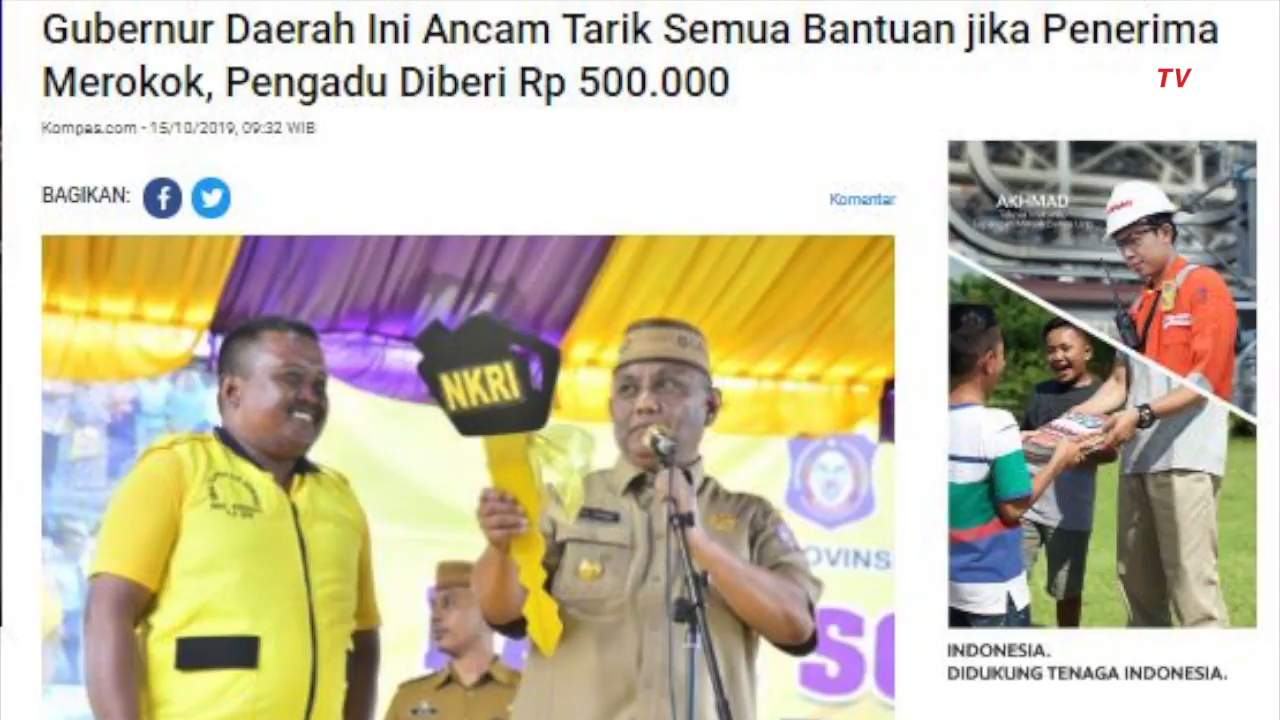 Gubernur Daerah Ini Ancam Tarik Semua Bantuan jika Penerima
Merokok, Pengadu Diberi Rp 500.000
TV
Kompas.com - 15/10/2019, 09:32 WIB
BAGIKAN:
Komentar
AKHMAD
NKRI
INDONESIA.
DIDUKUNG TENAGA INDONESIA.